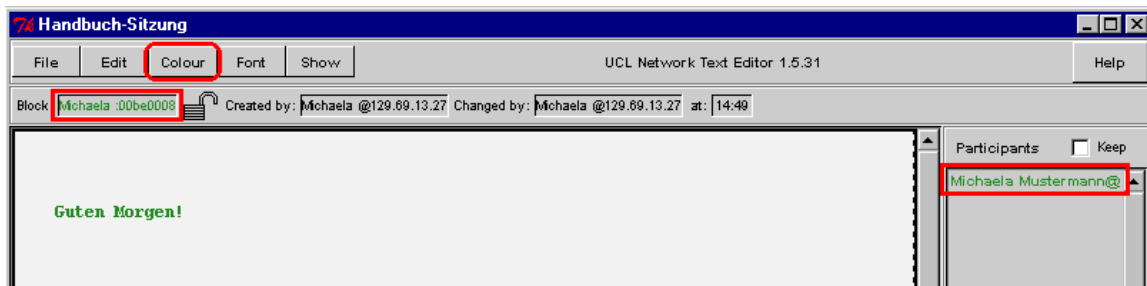 Handbuch-Sitzung
File Edit Colour Font Show UCL Network Text Editor 1.5.31 Help
Block Michaela :00be0008 Created by: Michaela @129.69.13.27 Changed by: Michaela @129.69.13.27 at: 14:49
Participants Keep
Michaela Mustermann@
Guten Morgen!